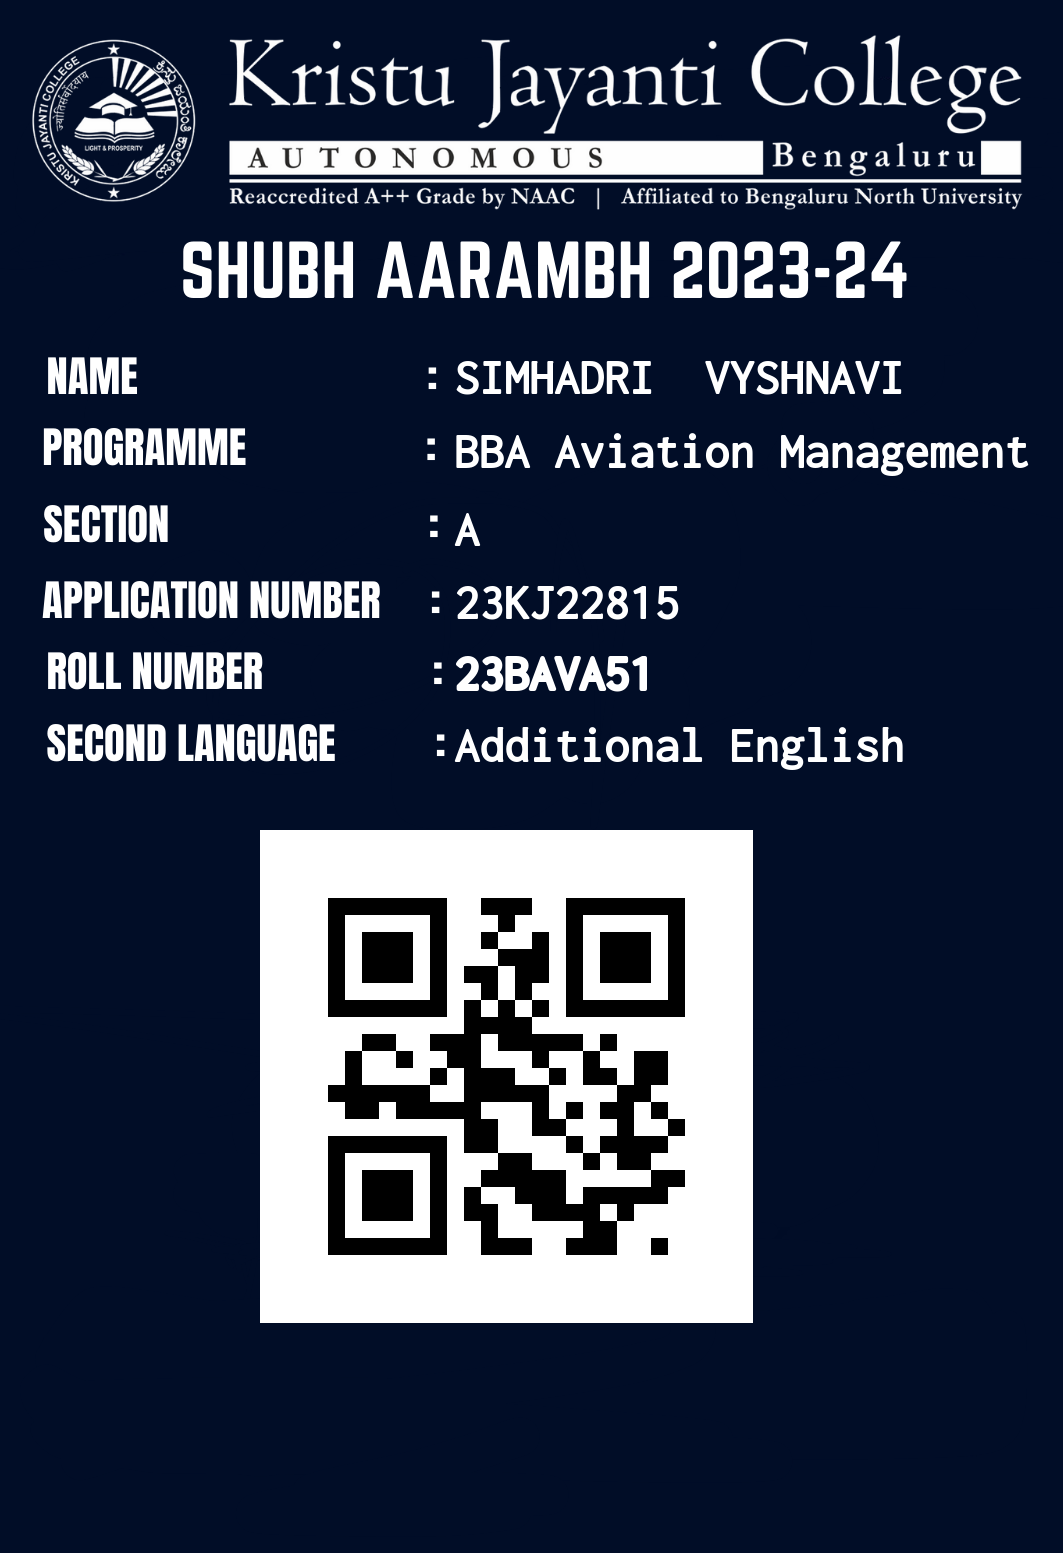 KRISTU JAYANTI COLLEGE
ಕ್ರಿಸ್ತು ಜಯಂತಿ ಕಾಲೇಜು
LIGHT & PROSPERITY
Kristu Jayanti College
AUTONOMOUS Bengaluru
Reaccredited A++ Grade by NAAC | Affiliated to Bengaluru North University
SHUBH AARAMBH 2023-24
NAME : SIMHADRI VYSHNAVI
PROGRAMME : BBA Aviation Management
SECTION : A
APPLICATION NUMBER : 23KJ22815
ROLL NUMBER : 23BAVA51
SECOND LANGUAGE : Additional English